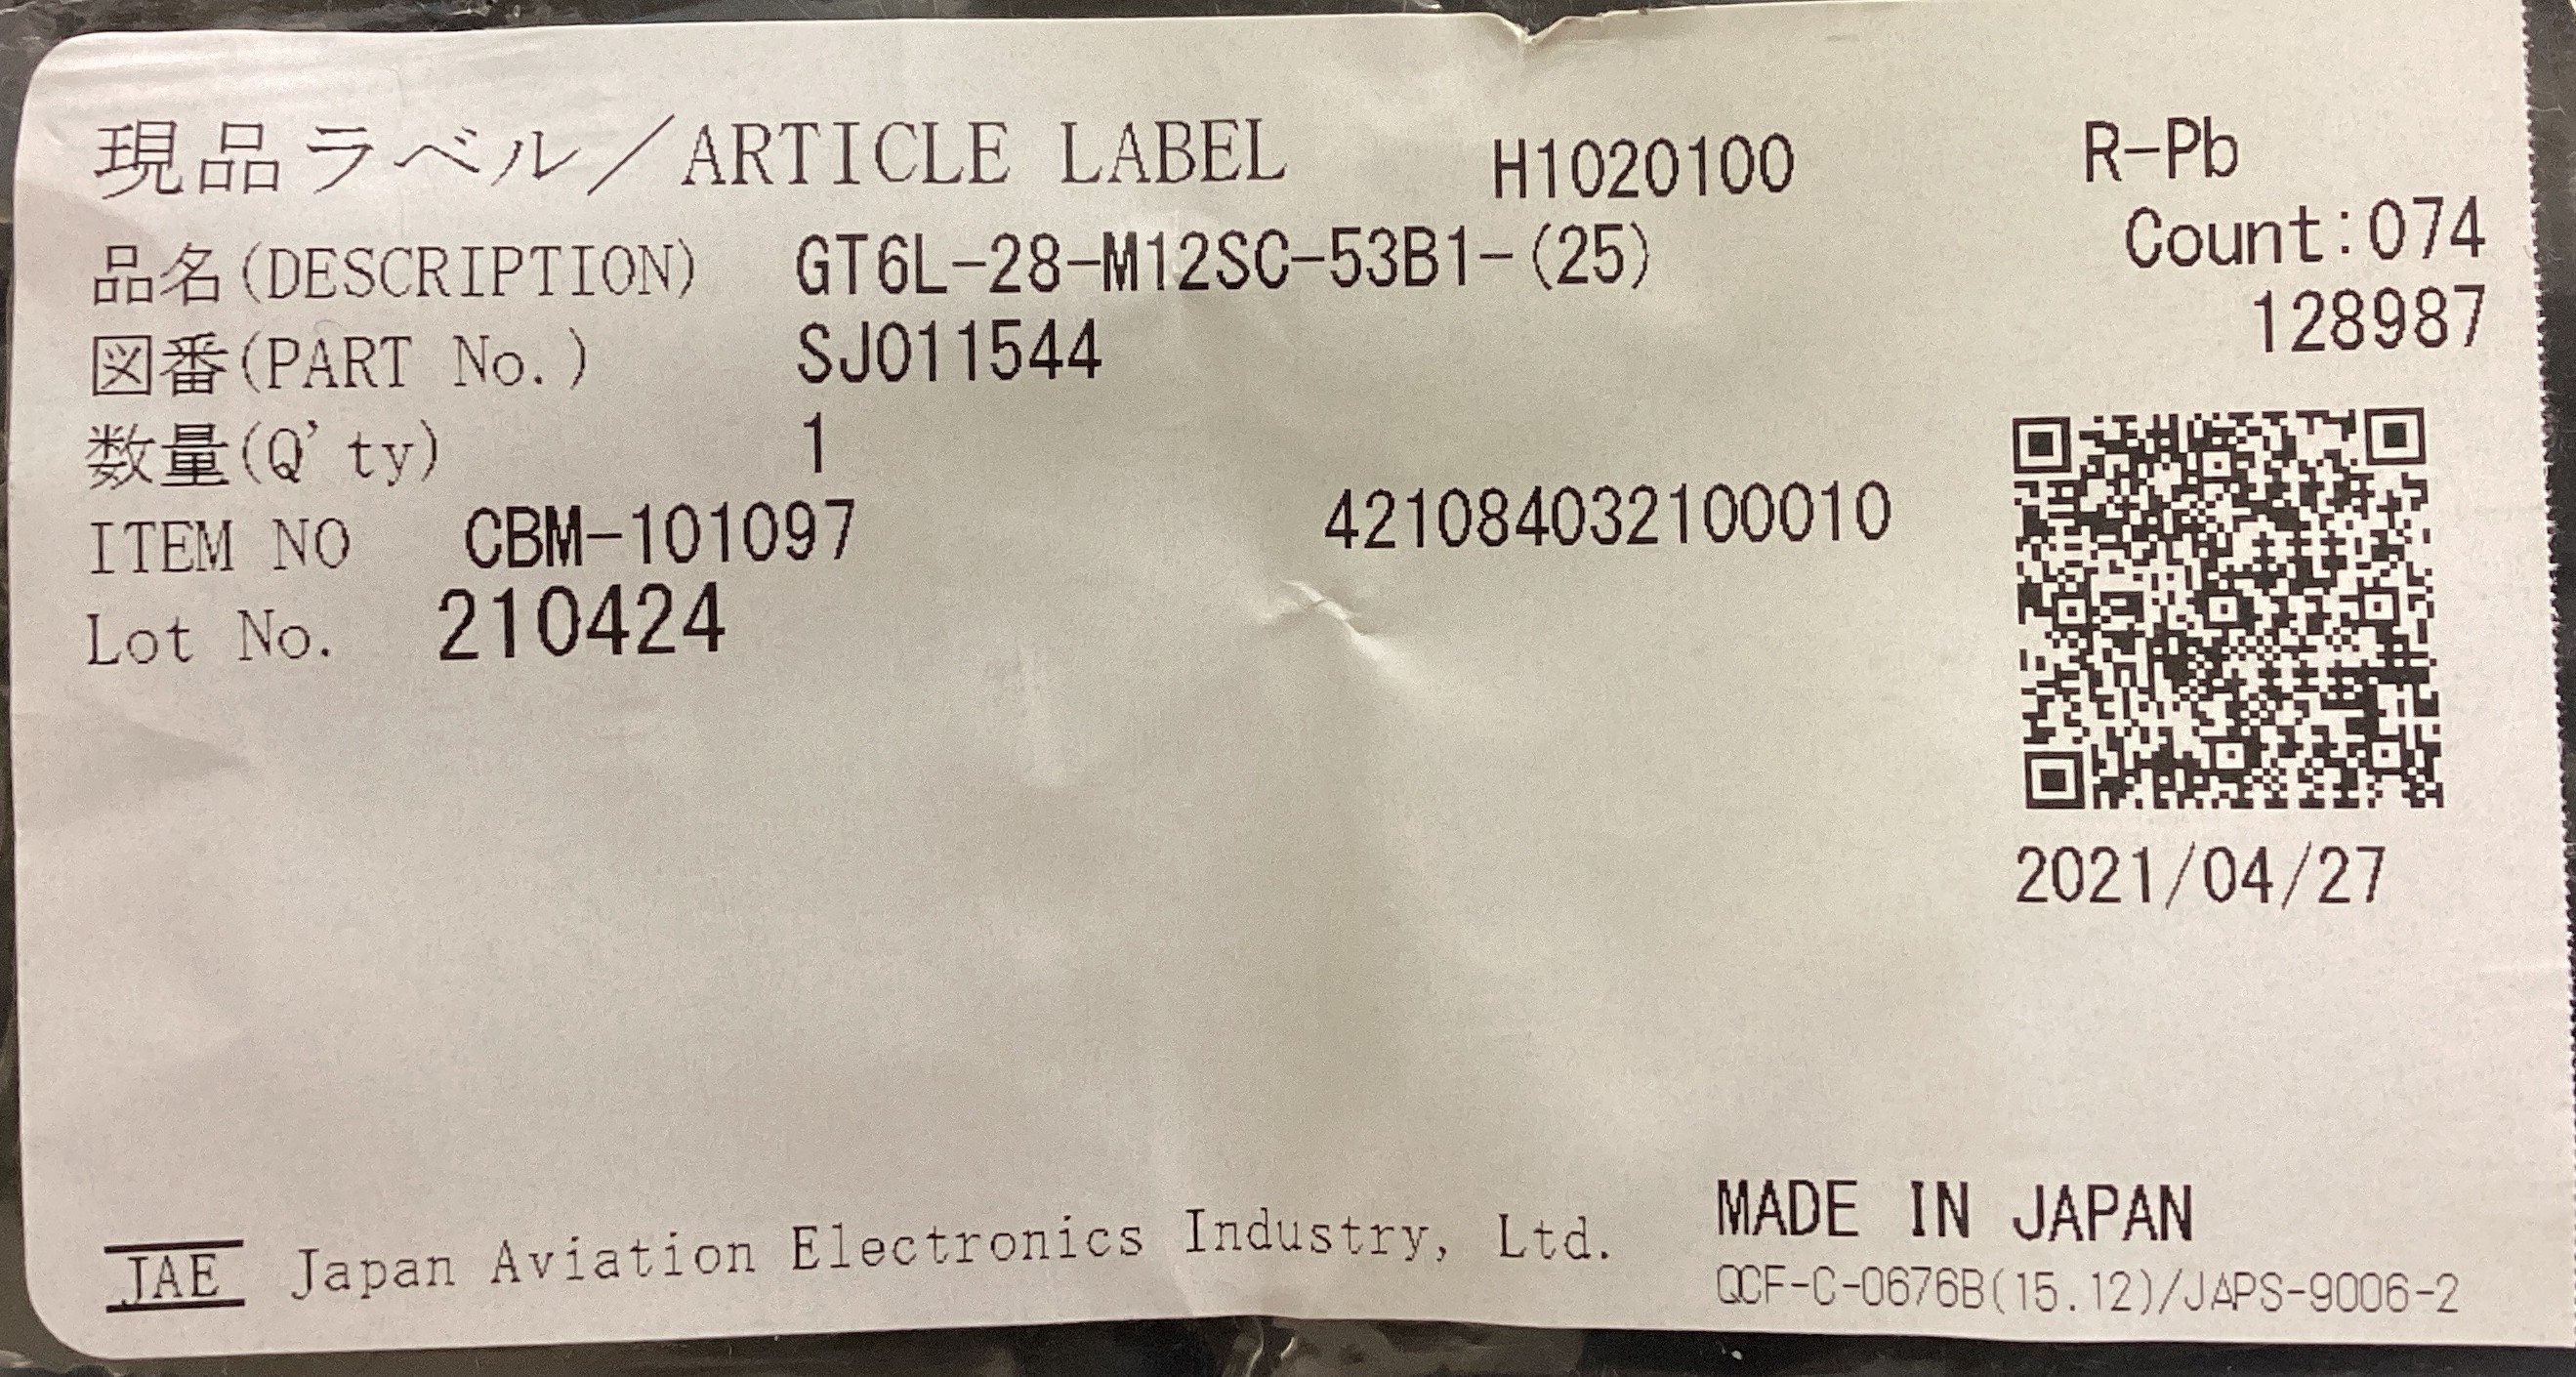 現品ラベル／ARTICLE LABEL H1020100 R-Pb
Count:074
品名(DESCRIPTION) GT6L-28-M12SC-53B1-(25)
128987
図番(PART No.) SJ011544
数量(Q'ty) 1
ITEM NO CBM-101097 421084032100010
Lot No. 210424
2021/04/27
MADE IN JAPAN
JAE Japan Aviation Electronics Industry, Ltd.
QCF-C-0676B(15.12)/JAPS-9006-2